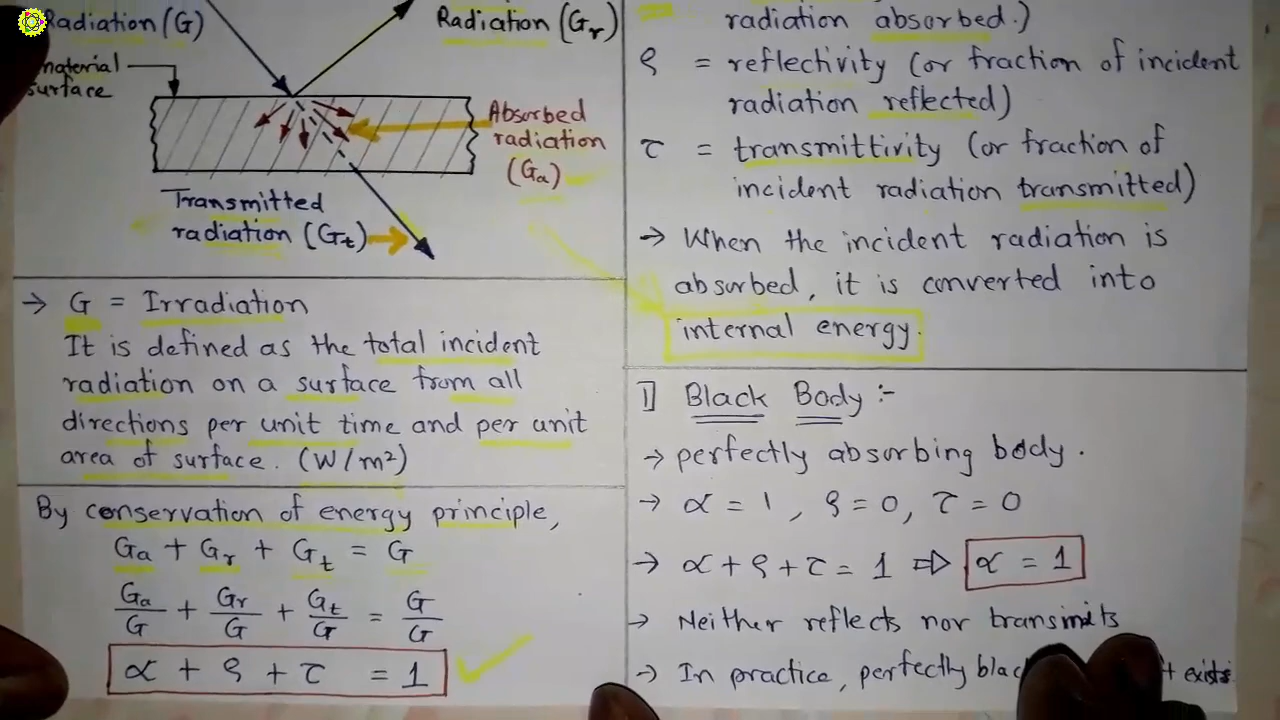 Radiation (G)
Radiation (Gr)
material
surface
Absorbed
radiation
(Ga)
Transmitted
radiation (Gt)
→ G = Irradiation
It is defined as the total incident
radiation on a surface from all
directions per unit time and per unit
area of surface. (W/m²)
By conservation of energy principle,
Ga + Gr + Gt = G
Ga/G + Gr/G + Gt/G = G/G
α + ρ + τ = 1
radiation absorbed.)
ρ = reflectivity (or fraction of incident
radiation reflected)
τ = transmittivity (or fraction of
incident radiation transmitted)
→ When the incident radiation is
absorbed, it is converted into
internal energy.
1] Black Body :-
→ perfectly absorbing body.
→ α = 1, ρ = 0, τ = 0
→ α + ρ + τ = 1 ⇒ α = 1
→ Neither reflects nor transmits
→ In practice, perfectly exists.